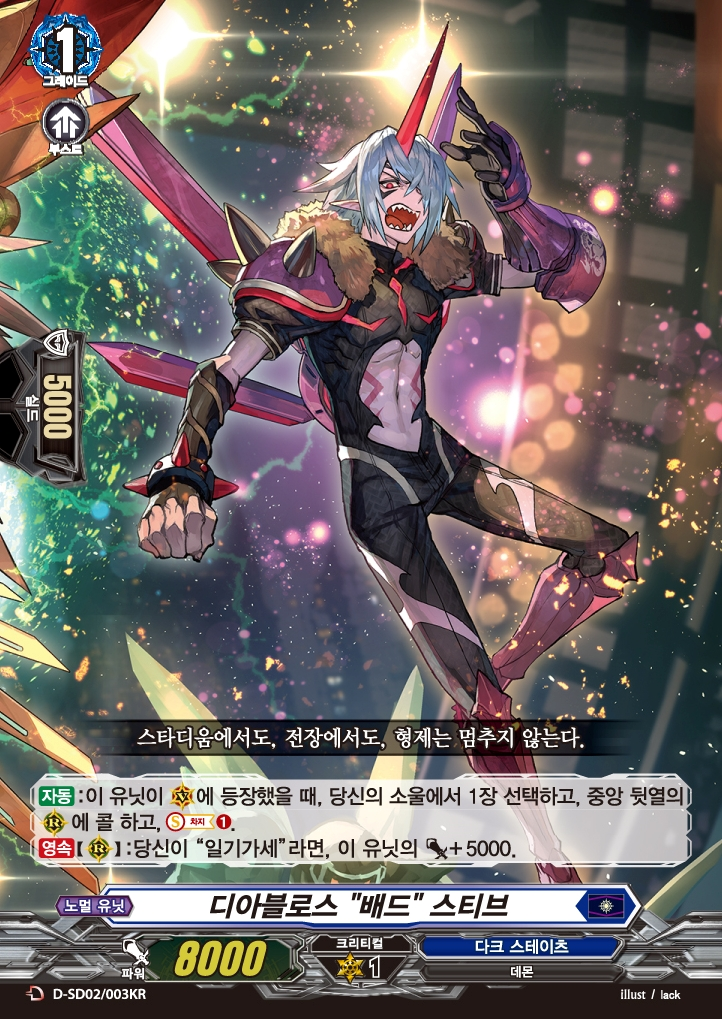 1
그레이드
부스트
5000
실드
스타디움에서도, 전장에서도, 형제는 멈추지 않는다.
자동 :이 유닛이 V 에 등장했을 때, 당신의 소울에서 1장 선택하고, 중앙 뒷열의
R 에 콜 하고, S 차지 1.
영속【 R 】:당신이 “일기가세”라면, 이 유닛의 +5000.
노멀 유닛
디아블로스 "배드" 스티브
파워
8000
크리티컬
1
다크 스테이츠
데몬
D D-SD02/003KR
illust / lack